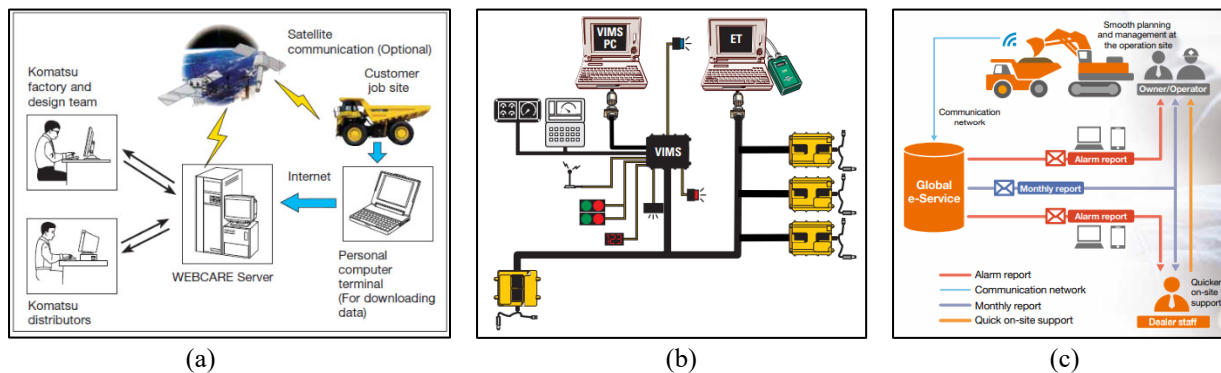 Satellite
communication (Optional)
Komatsu
factory and
design team
Customer
job site
Internet
WEBCARE Server
Personal
computer
terminal
(For downloading
data)
Komatsu
distributors
(a)
VIMS
PC
ET
VIMS
(b)
Smooth planning
and management at
the operation site
Owner/Operator
Communication
network
Alarm report
Global
e-Service
Monthly report
Alarm report
Alarm report
Communication network
Monthly report
Quick on-site support
Quicker
on-site
support
Dealer staff
(c)